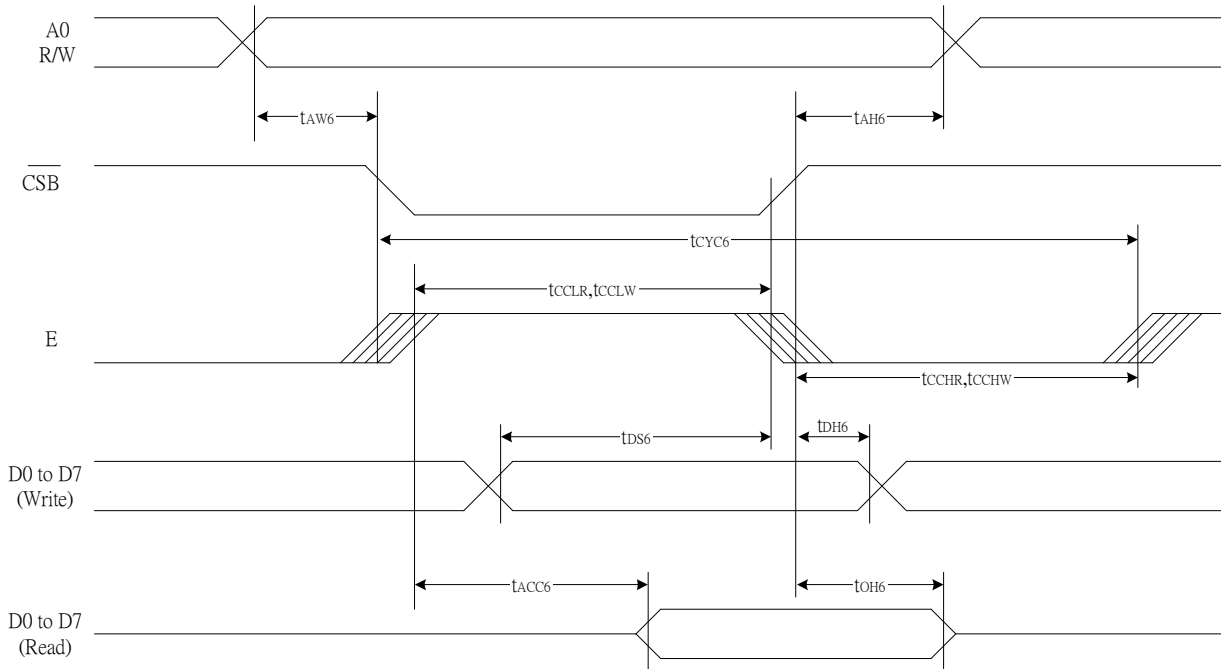 A0
R/W
tAW6
tAH6
CSB
tCYC6
tCCLR,tCCLW
E
tCCHR,tCCHW
tDS6
tDH6
D0 to D7
(Write)
tACC6
tOH6
D0 to D7
(Read)